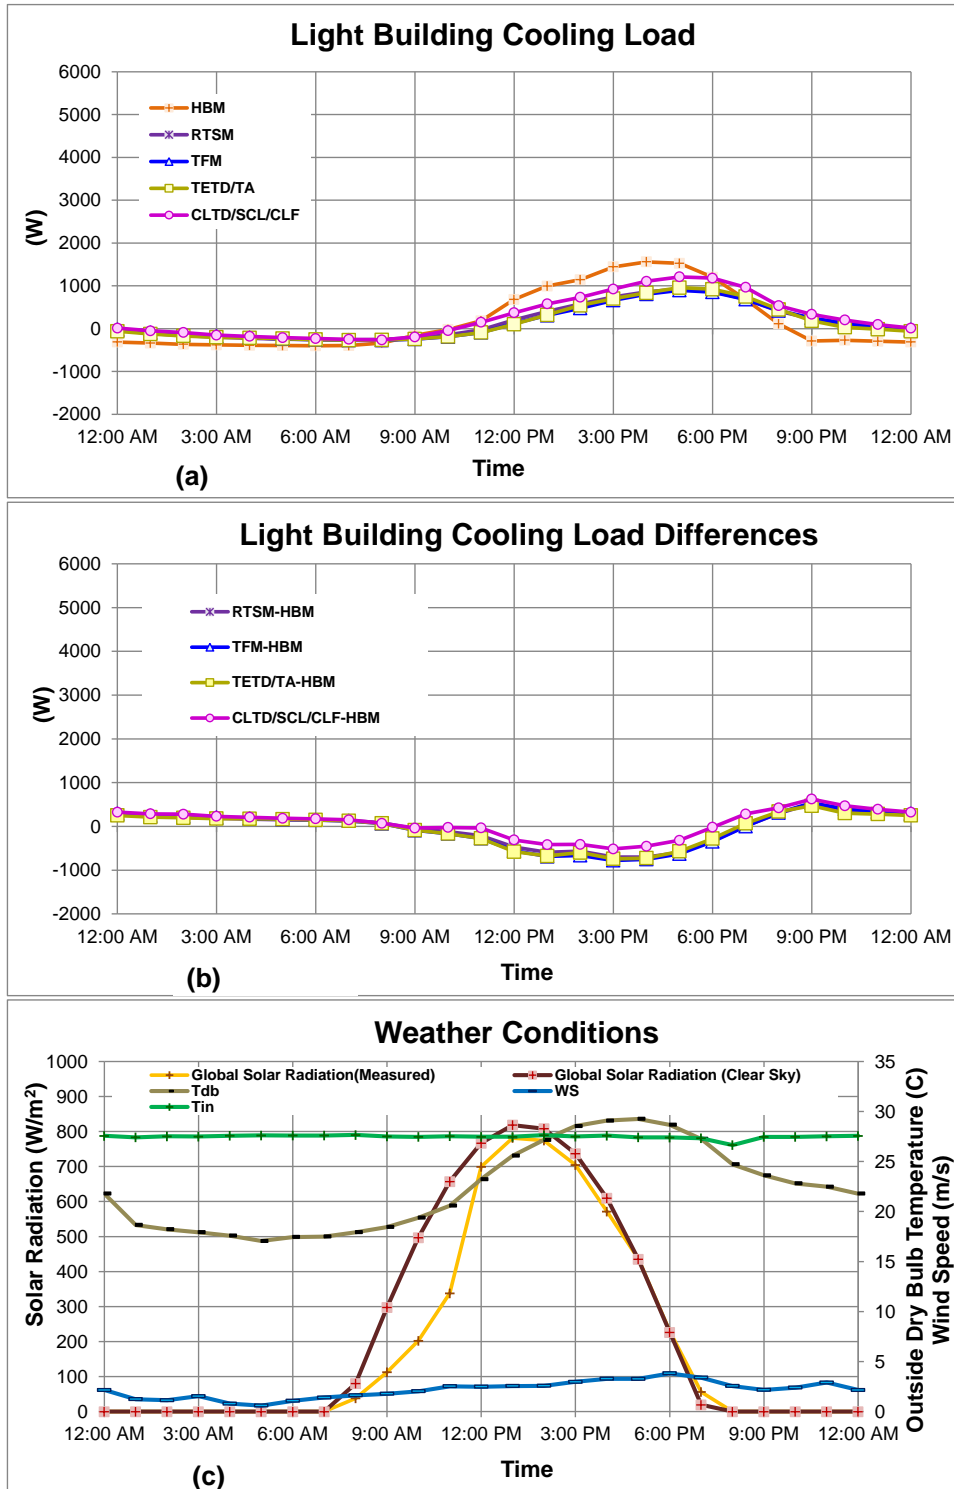 Light Building Cooling Load
6000
5000
4000
3000
2000
1000
0
-1000
-2000
(W)
HBM
RTSM
TFM
TETD/TA
CLTD/SCL/CLF
12:00 AM 3:00 AM 6:00 AM 9:00 AM 12:00 PM 3:00 PM 6:00 PM 9:00 PM 12:00 AM
Time
(a)
Light Building Cooling Load Differences
6000
5000
4000
3000
2000
1000
0
-1000
-2000
(W)
RTSM-HBM
TFM-HBM
TETD/TA-HBM
CLTD/SCL/CLF-HBM
12:00 AM 3:00 AM 6:00 AM 9:00 AM 12:00 PM 3:00 PM 6:00 PM 9:00 PM 12:00 AM
Time
(b)
Weather Conditions
1000
900
800
700
600
500
400
300
200
100
0
Solar Radiation (W/m²)
Global Solar Radiation(Measured) Global Solar Radiation (Clear Sky)
Tdb WS
Tin
35
30
25
20
15
10
5
0
Outside Dry Bulb Temperature (C)
Wind Speed (m/s)
12:00 AM 3:00 AM 6:00 AM 9:00 AM 12:00 PM 3:00 PM 6:00 PM 9:00 PM 12:00 AM
Time
(c)